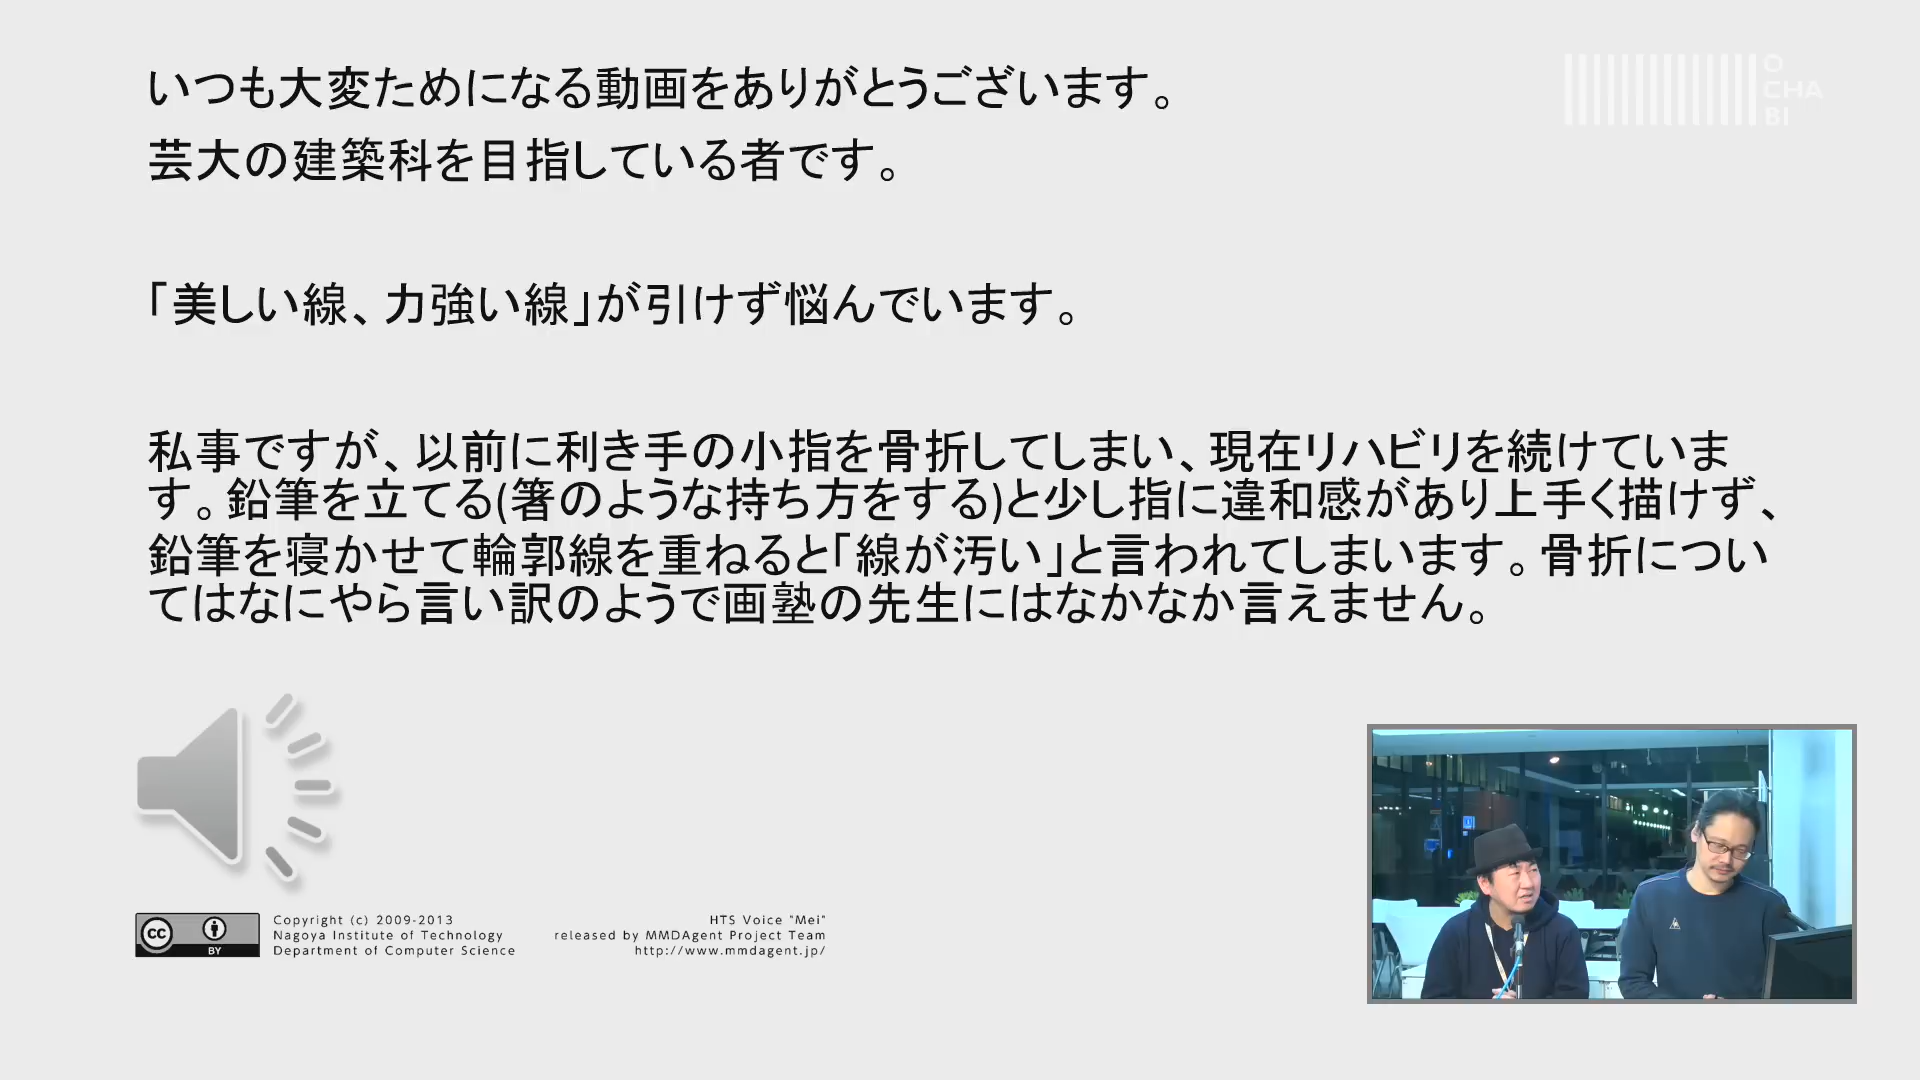 いつも大変ためになる動画をありがとうございます。
芸大の建築科を目指している者です。
「美しい線、力強い線」が引けず悩んでいます。
私事ですが、以前に利き手の小指を骨折してしまい、現在リハビリを続けていま
す。鉛筆を立てる(箸のような持ち方をする)と少し指に違和感があり上手く描けず、
鉛筆を寝かせて輪郭線を重ねると「線が汚い」と言われてしまいます。骨折につい
てはなにやら言い訳のようで画塾の先生にはなかなか言えません。
O
CHA
BI
cc
BY
Copyright (c) 2009-2013
Nagoya Institute of Technology
Department of Computer Science
HTS Voice "Mei"
released by MMDAgent Project Team
http://www.mmdagent.jp/